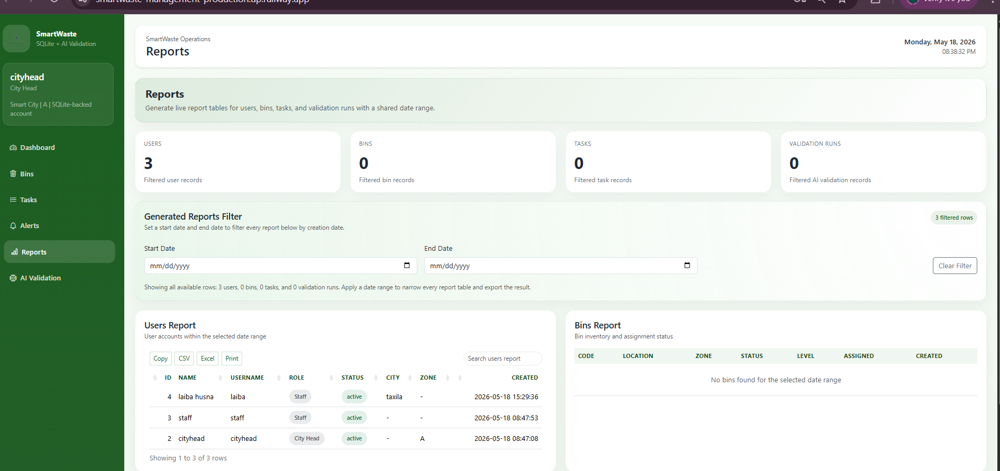 smartwaste-management-production.up.railway.app
Verify it's you
SmartWaste
SQLite + AI Validation
cityhead
City Head
Smart City | A | SQLite-backed
account
Dashboard
Bins
Tasks
Alerts
Reports
AI Validation
SmartWaste Operations
Reports
Monday, May 18, 2026
08:38:32 PM
Reports
Generate live report tables for users, bins, tasks, and validation runs with a shared date range.
USERS
3
Filtered user records
BINS
0
Filtered bin records
TASKS
0
Filtered task records
VALIDATION RUNS
0
Filtered AI validation records
Generated Reports Filter
Set a start date and end date to filter every report below by creation date.
3 filtered rows
Start Date
End Date
mm/dd/yyyy
mm/dd/yyyy
Clear Filter
Showing all available rows: 3 users, 0 bins, 0 tasks, and 0 validation runs. Apply a date range to narrow every report table and export the result.
Users Report
User accounts within the selected date range
Copy CSV Excel Print
Search users report
ID NAME USERNAME ROLE STATUS CITY ZONE CREATED
4 laiba husna laiba Staff active taxila - 2026-05-18 15:29:36
3 staff staff Staff active - - 2026-05-18 08:47:53
2 cityhead cityhead City Head active - A 2026-05-18 08:47:08
Showing 1 to 3 of 3 rows
Bins Report
Bin inventory and assignment status
CODE LOCATION ZONE STATUS LEVEL ASSIGNED CREATED
No bins found for the selected date range